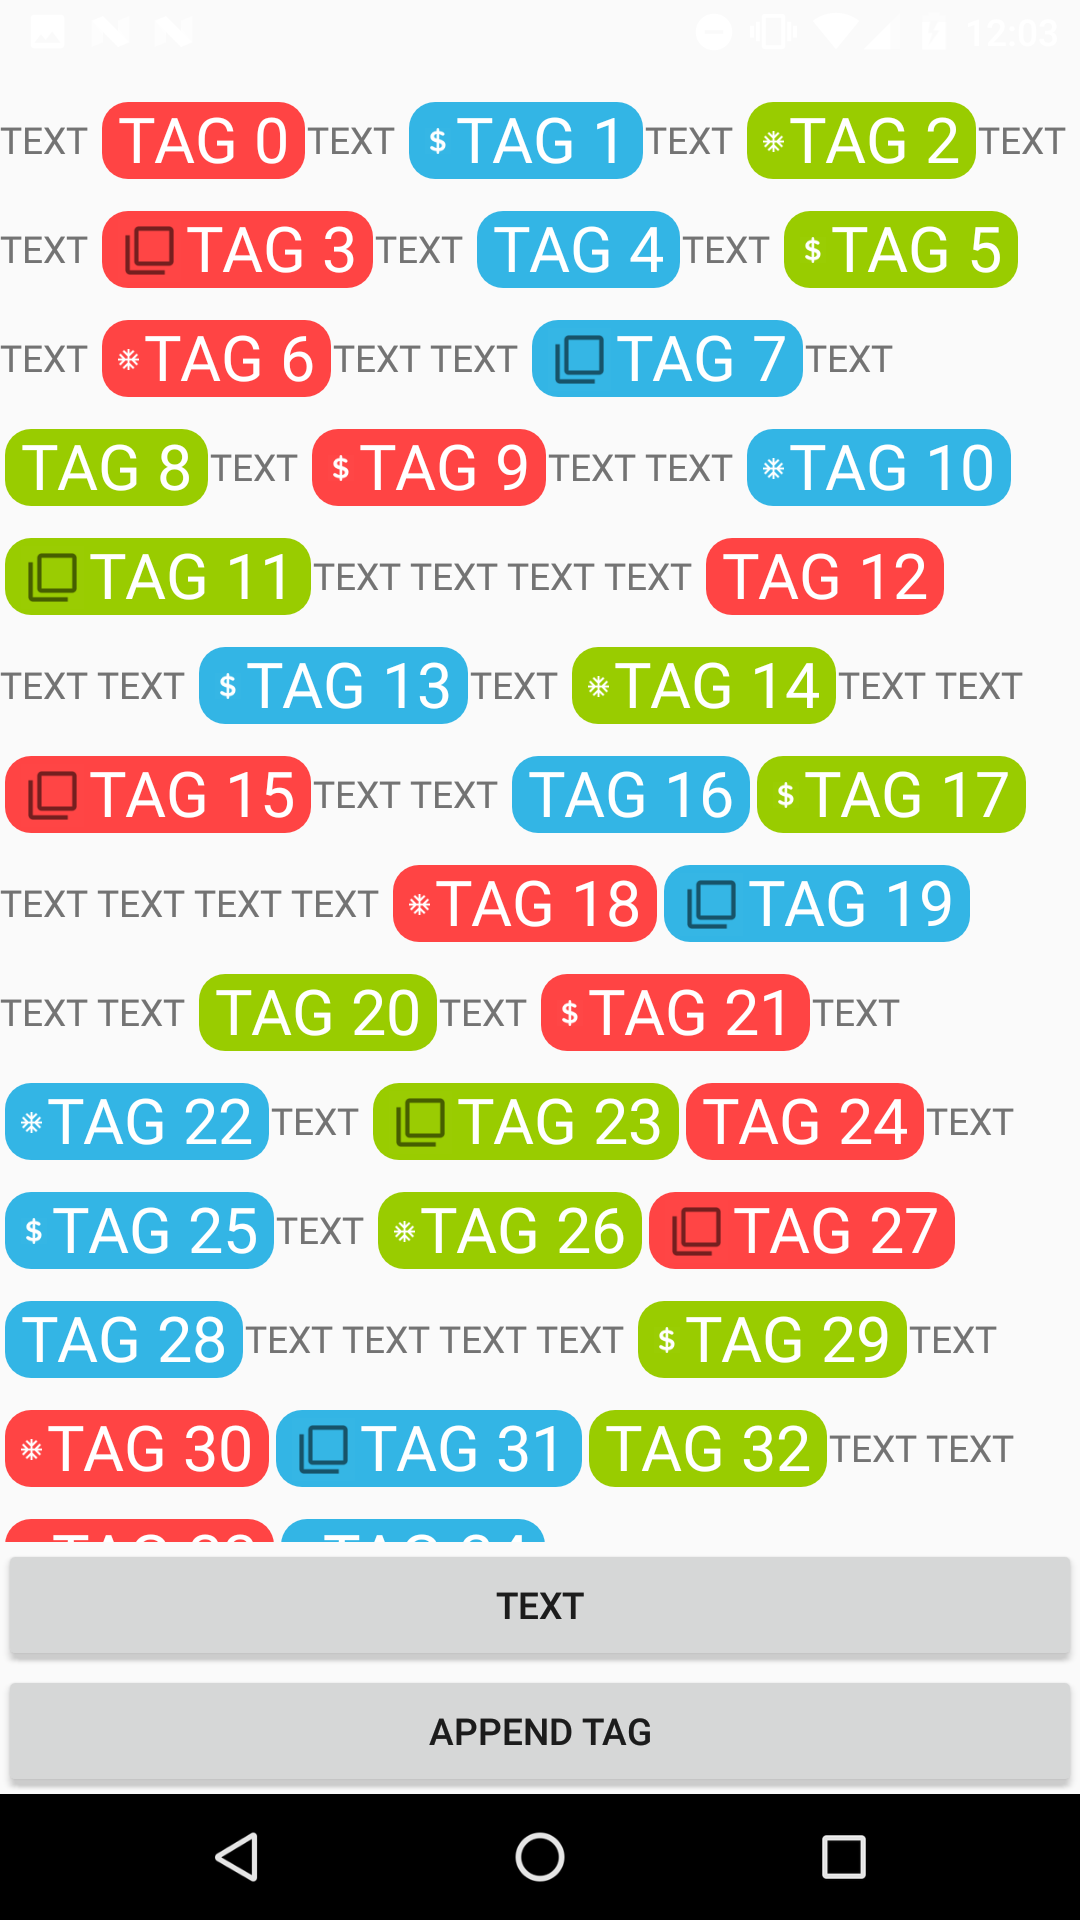 12:03
TEXT TAG 0 TEXT $ TAG 1 TEXT TAG 2 TEXT
TEXT TAG 3 TEXT TAG 4 TEXT $ TAG 5
TEXT TAG 6 TEXT TEXT TAG 7 TEXT
TAG 8 TEXT $ TAG 9 TEXT TEXT TAG 10
TAG 11 TEXT TEXT TEXT TEXT TAG 12
TEXT TEXT $ TAG 13 TEXT TAG 14 TEXT TEXT
TAG 15 TEXT TEXT TAG 16 $ TAG 17
TEXT TEXT TEXT TEXT TAG 18 TAG 19
TEXT TEXT TAG 20 TEXT $ TAG 21 TEXT
TAG 22 TEXT TAG 23 TAG 24 TEXT
$ TAG 25 TEXT TAG 26 TAG 27
TAG 28 TEXT TEXT TEXT TEXT $ TAG 29 TEXT
TAG 30 TAG 31 TAG 32 TEXT TEXT
TEXT
APPEND TAG